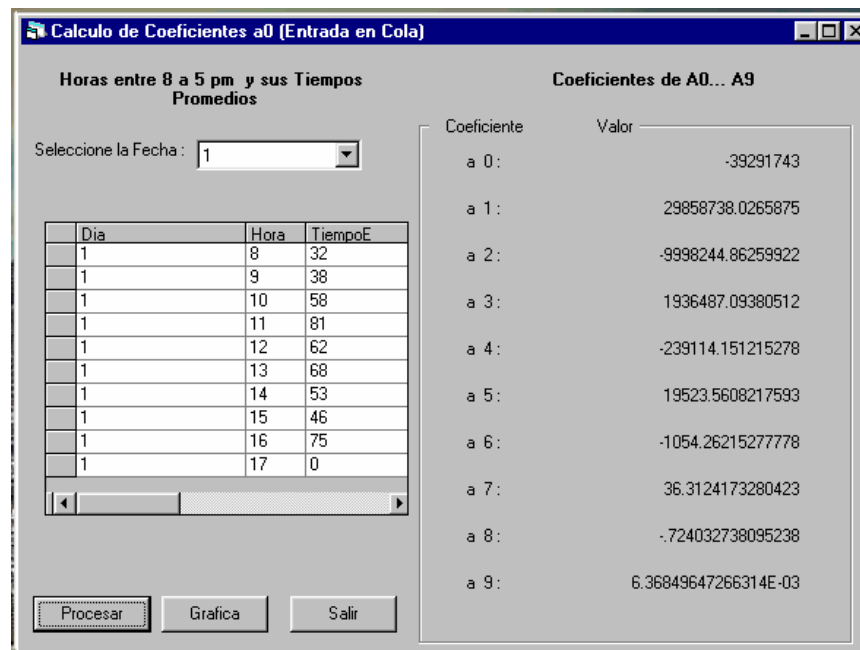 Calculo de Coeficientes a0 (Entrada en Cola)
Horas entre 8 a 5 pm y sus Tiempos
Promedios
Seleccione la Fecha : 1
Dia Hora TiempoE
1 8 32
1 9 38
1 10 58
1 11 81
1 12 62
1 13 68
1 14 53
1 15 46
1 16 75
1 17 0
Procesar Grafica Salir
Coeficientes de A0... A9
Coeficiente Valor
a 0 : -39291743
a 1 : 29858738.0265875
a 2 : -9998244.86259922
a 3 : 1936487.09380512
a 4 : -239114.151215278
a 5 : 19523.5608217593
a 6 : -1054.26215277778
a 7 : 36.3124173280423
a 8 : -.724032738095238
a 9 : 6.36849647266314E-03